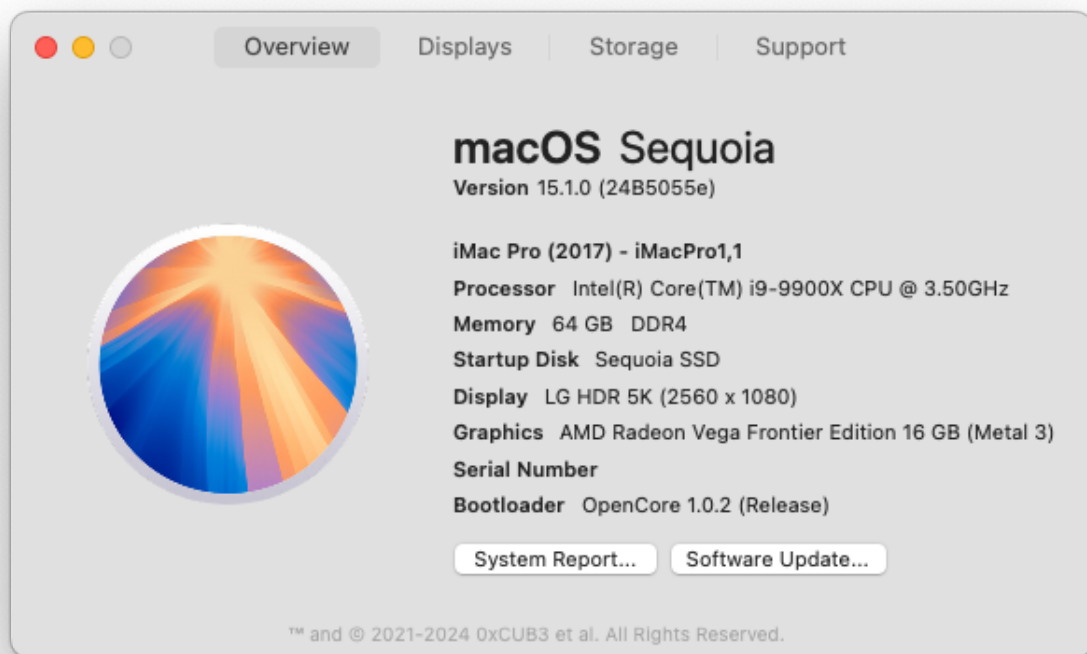 Overview Displays Storage Support
macOS Sequoia
Version 15.1.0 (24B5055e)
iMac Pro (2017) - iMacPro1,1
Processor Intel(R) Core(TM) i9-9900X CPU @ 3.50GHz
Memory 64 GB DDR4
Startup Disk Sequoia SSD
Display LG HDR 5K (2560 x 1080)
Graphics AMD Radeon Vega Frontier Edition 16 GB (Metal 3)
Serial Number
Bootloader OpenCore 1.0.2 (Release)
System Report... Software Update...
™ and © 2021-2024 0xCUB3 et al. All Rights Reserved.